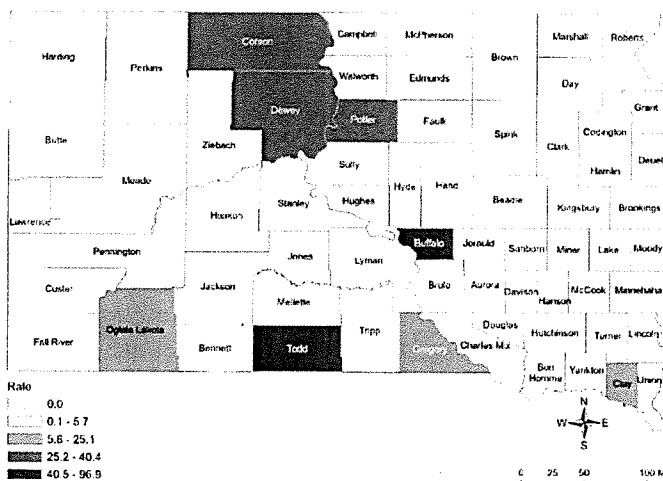 Harding
Perkins
Corson
Campbell
McPherson
Brown
Marshall
Roberts
Walworth
Edmunds
Day
Dewey
Potter
Faulk
Grant
Butte
Ziebach
Spink
Clark
Codington
Hamlin
Deuel
Meade
Sully
Hyde
Hand
Stanley
Hughes
Haakon
Beadle
Kingsbury
Brookings
Lawrence
Pennington
Buffalo
Jerauld
Sanborn
Miner
Lake
Moody
Jones
Lyman
Jackson
Custer
Brule
Aurora
Davison
Hanson
McCook
Minnehaha
Mellette
Oglala Lakota
Fall River
Bennett
Todd
Tripp
Gregory
Douglas
Charles Mix
Hutchinson
Turner
Lincoln
Bon
Homme
Yankton
Clay
Union
Rate
0.0
0.1 - 5.7
5.8 - 25.1
25.2 - 40.4
40.5 - 96.9
N
W E
S
0 25 50 100 M